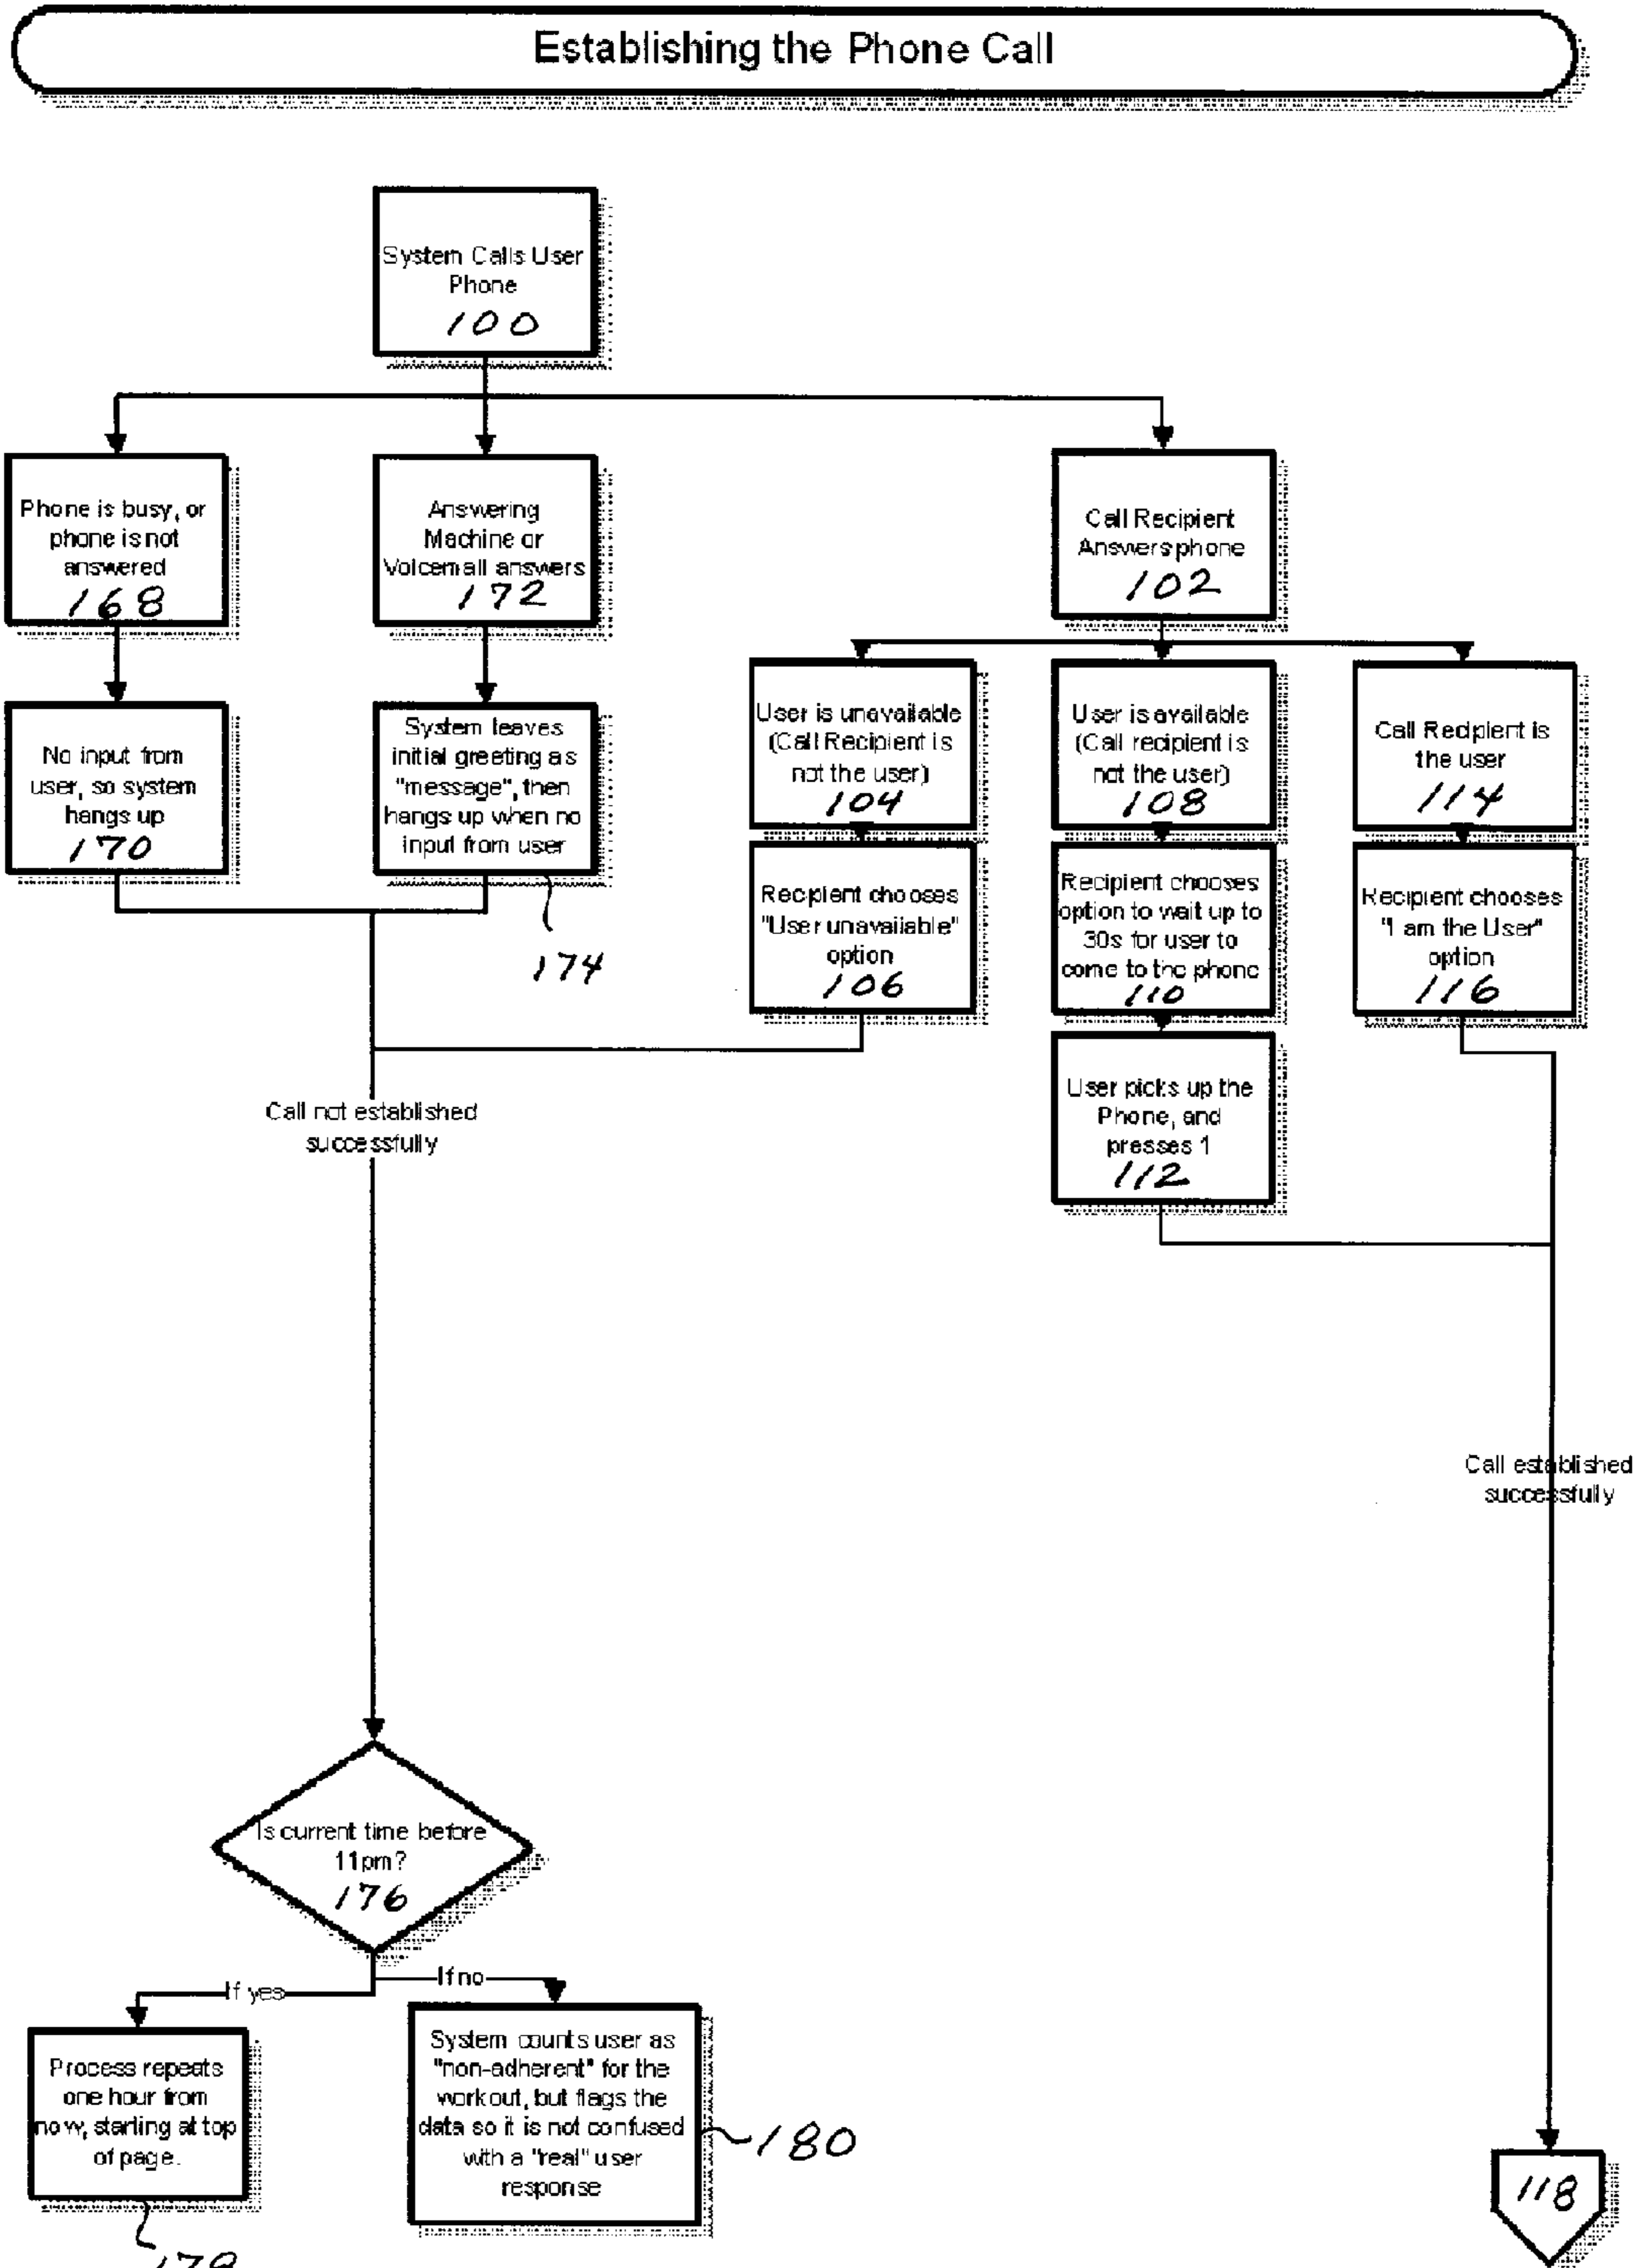 Establishing the Phone Call
System Calls User
Phone
100
Phone is busy, or
phone is not
answered
168
Answering
Machine or
Voicemail answers
172
Call Recipient
Answers phone
102
No input from
user, so system
hangs up
170
System leaves
initial greeting as
"message", then
hangs up when no
input from user
174
User is unavailable
(Call Recipient is
not the user)
104
User is available
(Call recipient is
not the user)
108
Call Recipient is
the user
114
Recipient chooses
"User unavailable"
option
106
Recipient chooses
option to wait up to
30s for user to
come to the phone
110
Recipient chooses
"I am the User"
option
116
User picks up the
Phone, and
presses 1
112
Call not established
successfully
Call established
successfully
Is current time before
11pm?
176
If yes
If no
Process repeats
one hour from
now, starting at top
of page.
System counts user as
"non-adherent" for the
workout, but flags the
data so it is not confused
with a "real" user
response
180
118
178